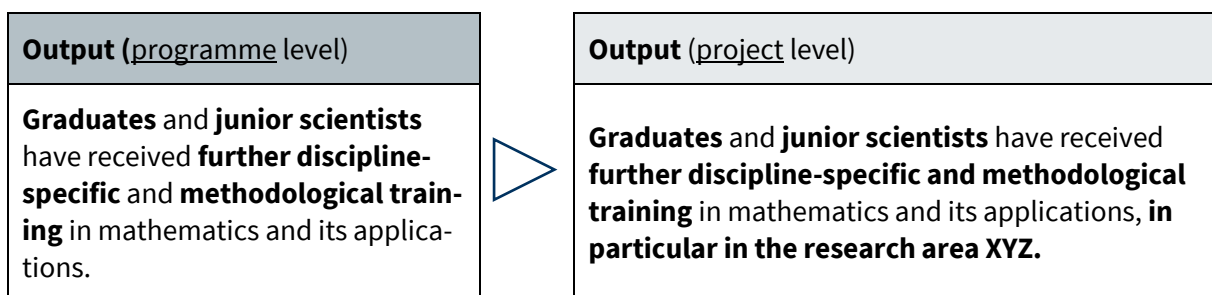 Output (programme level)
Graduates and junior scientists
have received further discipline-
specific and methodological train-
ing in mathematics and its applica-
tions.
Output (project level)
Graduates and junior scientists have received
further discipline-specific and methodological
training in mathematics and its applications, in
particular in the research area XYZ.